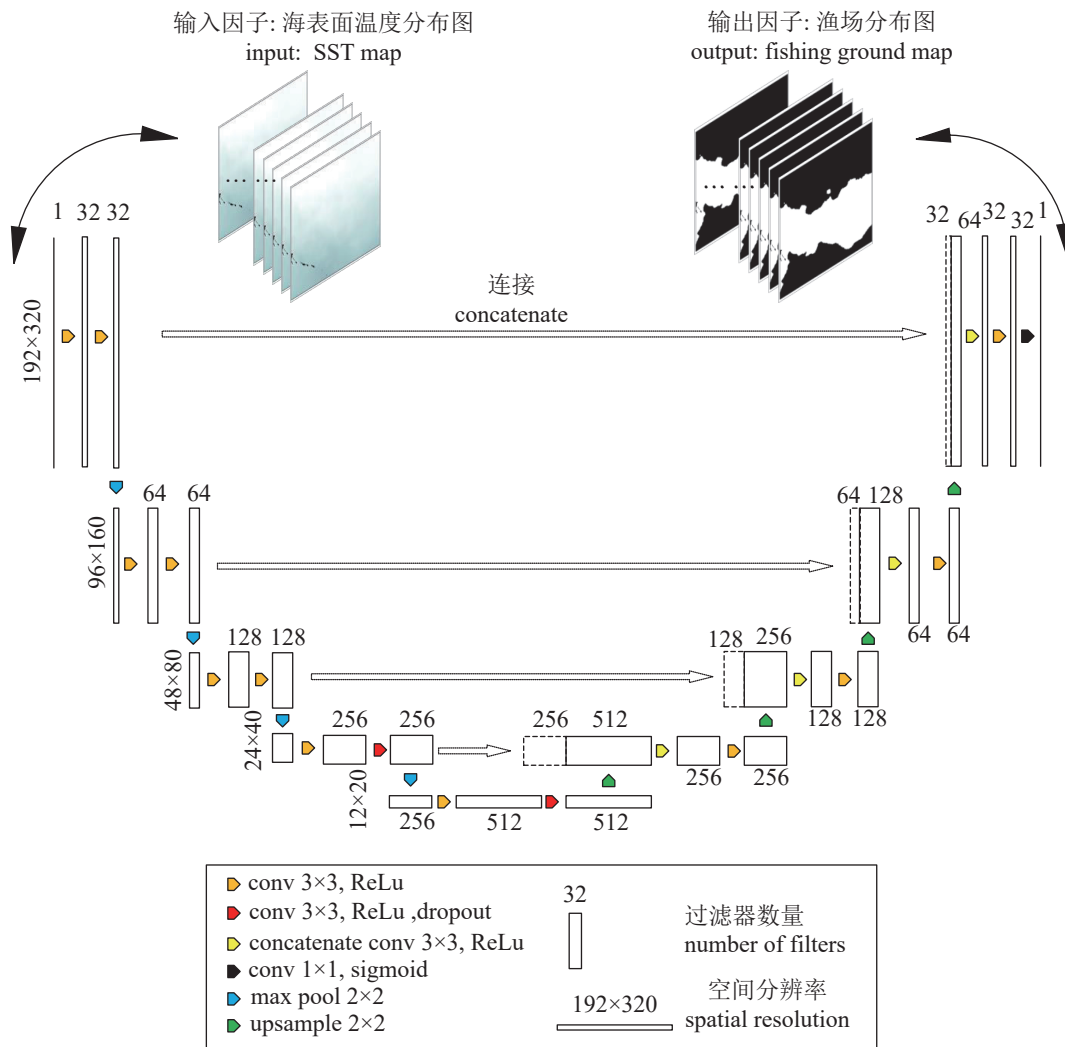 输入因子: 海表面温度分布图
input: SST map
输出因子: 渔场分布图
output: fishing ground map
1 32 32
192×320
连接
concatenate
32 64 32 32 1
64 64
96×160
64 128
64 64
128 128
48×80
128 256
128 128
256 256
24×40
256 512
256 256
12×20
256 512 512
conv 3×3, ReLu
conv 3×3, ReLu ,dropout
concatenate conv 3×3, ReLu
conv 1×1, sigmoid
max pool 2×2
upsample 2×2
32
过滤器数量
number of filters
192×320
空间分辨率
spatial resolution